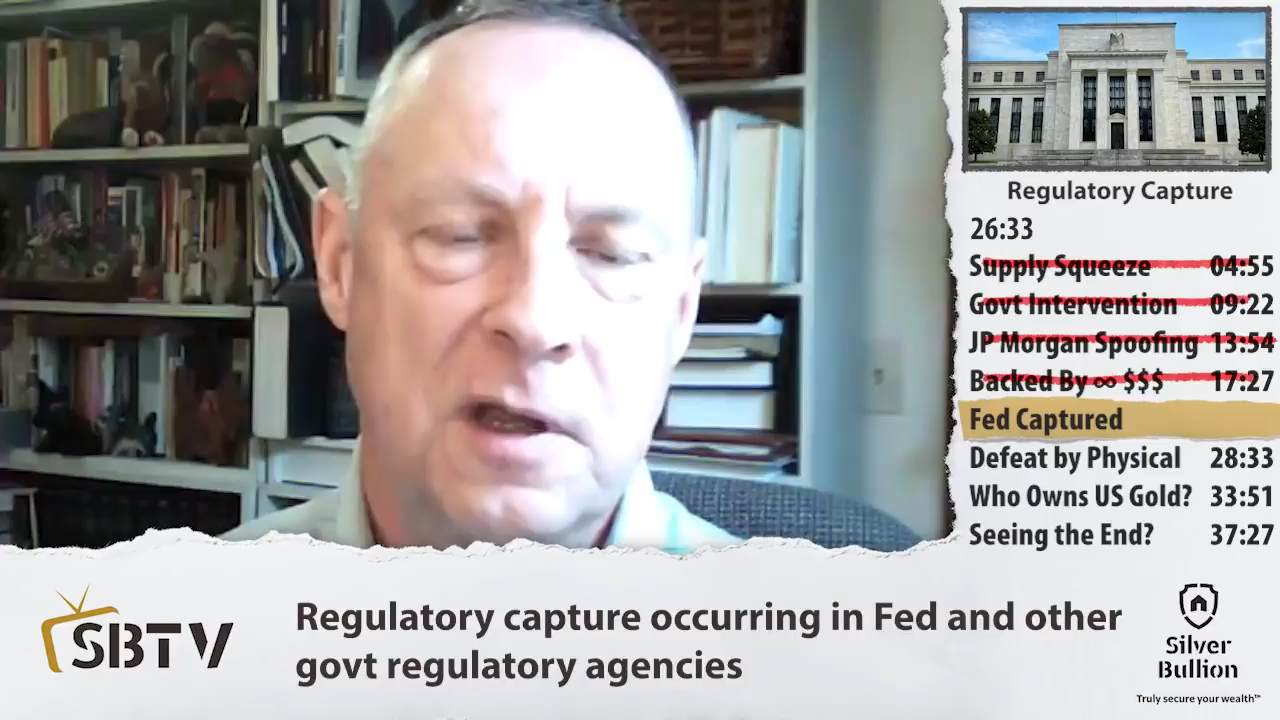 Regulatory Capture
26:33
Supply Squeeze 04:55
Govt Intervention 09:22
JP Morgan Spoofing 13:54
Backed By ∞ $$$ 17:27
Fed Captured
Defeat by Physical 28:33
Who Owns US Gold? 33:51
Seeing the End? 37:27
SBTV
Regulatory capture occurring in Fed and other
govt regulatory agencies
Silver
Bullion
Truly secure your wealth™